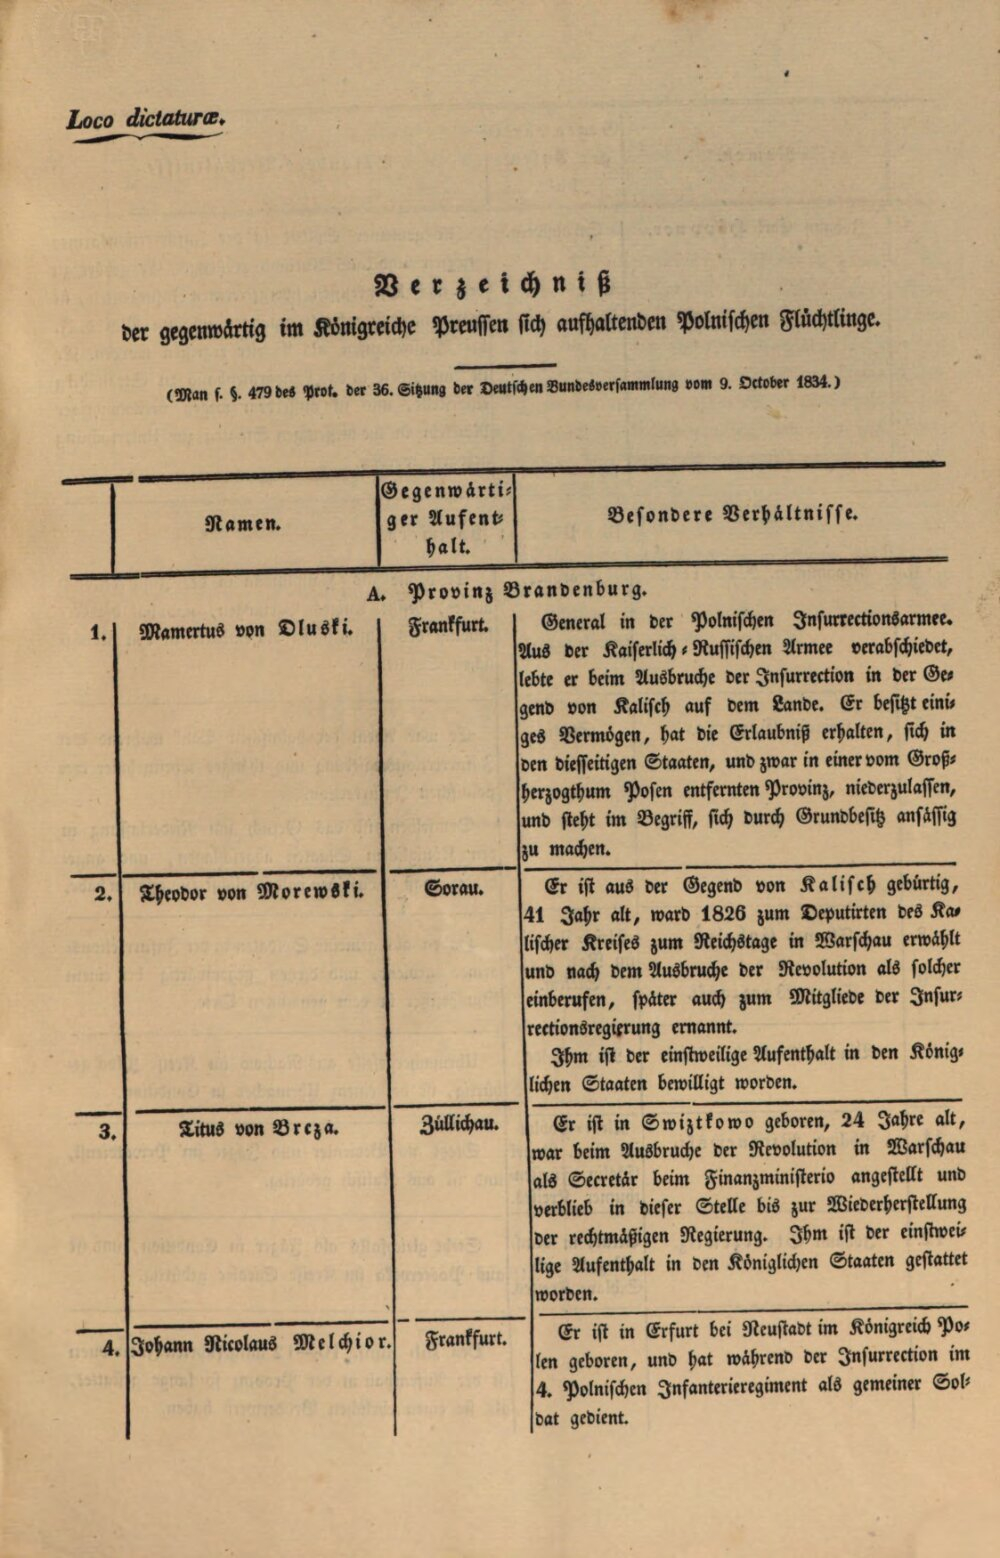 Loco dictaturæ.
Verzeichniß
der gegenwärtig im Königreiche Preussen sich aufhaltenden Polnischen Flüchtlinge.
(Man s. §. 479 des Prot. der 36. Sitzung der Deutschen Bundesversammlung vom 9. October 1834.)
Namen.
Gegenwärti-
ger Aufent-
halt.
Besondere Verhältnisse.
A. Provinz Brandenburg.
1. Mamertus von Dluski.
Frankfurt.
General in der Polnischen Insurrectionsarmee.
Aus der Kaiserlich-Russischen Armee verabschiedet,
lebte er beim Ausbruche der Insurrection in der Ge-
gend von Kalisch auf dem Lande. Er besitzt eini-
ges Vermögen, hat die Erlaubniß erhalten, sich in
den diesseitigen Staaten, und zwar in einer vom Groß-
herzogthum Posen entfernten Provinz, niederzulassen,
und steht im Begriff, sich durch Grundbesitz ansässig
zu machen.
2. Theodor von Morewski.
Sorau.
Er ist aus der Gegend von Kalisch gebürtig,
41 Jahr alt, ward 1826 zum Deputirten des Ka-
lischer Kreises zum Reichstage in Warschau erwählt
und nach dem Ausbruche der Revolution als solcher
einberufen, später auch zum Mitgliede der Insur-
rectionsregierung ernannt.
Ihm ist der einstweilige Aufenthalt in den König-
lichen Staaten bewilligt worden.
3. Titus von Breza.
Züllichau.
Er ist in Swiztkowo geboren, 24 Jahre alt,
war beim Ausbruche der Revolution in Warschau
als Secretär beim Finanzministerio angestellt und
verblieb in dieser Stelle bis zur Wiederherstellung
der rechtmäßigen Regierung. Ihm ist der einstwei-
lige Aufenthalt in den Königlichen Staaten gestattet
worden.
4. Johann Nicolaus Melchior.
Frankfurt.
Er ist in Erfurt bei Neustadt im Königreich Po-
len geboren, und hat während der Insurrection im
4. Polnischen Infanterieregiment als gemeiner Sol-
dat gedient.